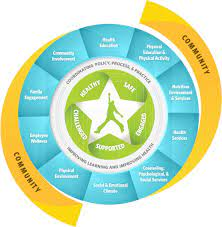 COMMUNITY
Health
Education
Physical
Education &
Physical Activity
Nutrition
Environment
& Services
Health
Services
Counseling,
Psychological, &
Social Services
Social & Emotional
Climate
Physical
Environment
Employee
Wellness
Family
Engagement
Community
Involvement
COORDINATING POLICY, PROCESS, & PRACTICE
IMPROVING LEARNING AND IMPROVING HEALTH
HEALTHY
SAFE
ENGAGED
SUPPORTED
CHALLENGED
COMMUNITY